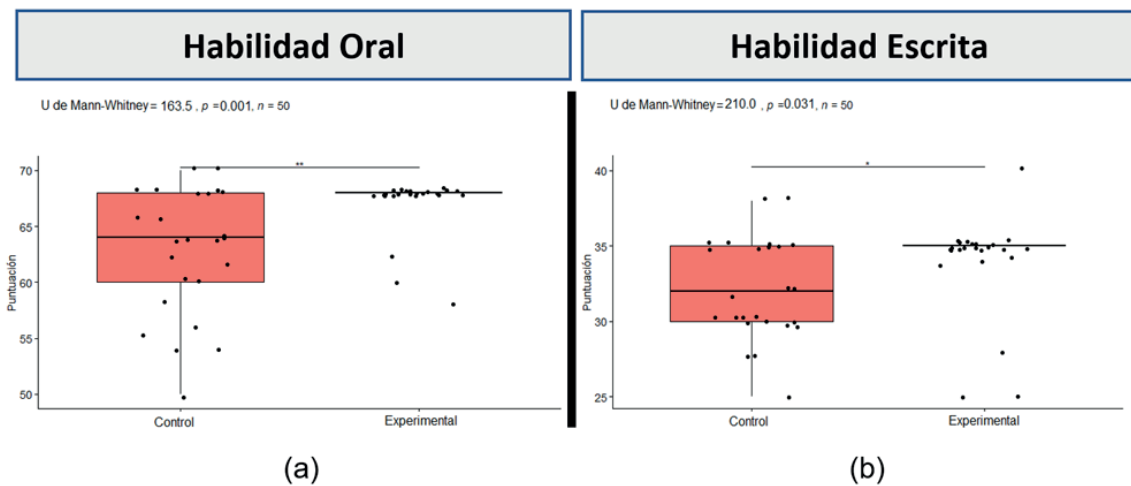 Habilidad Oral
U de Mann-Whitney= 163.5 , p =0.001, n = 50
**
70
65
60
55
50
Puntuación
Control
Experimental
(a)
Habilidad Escrita
U de Mann-Whitney=210.0 , p =0.031, n = 50
*
40
35
30
25
Puntuación
Control
Experimental
(b)